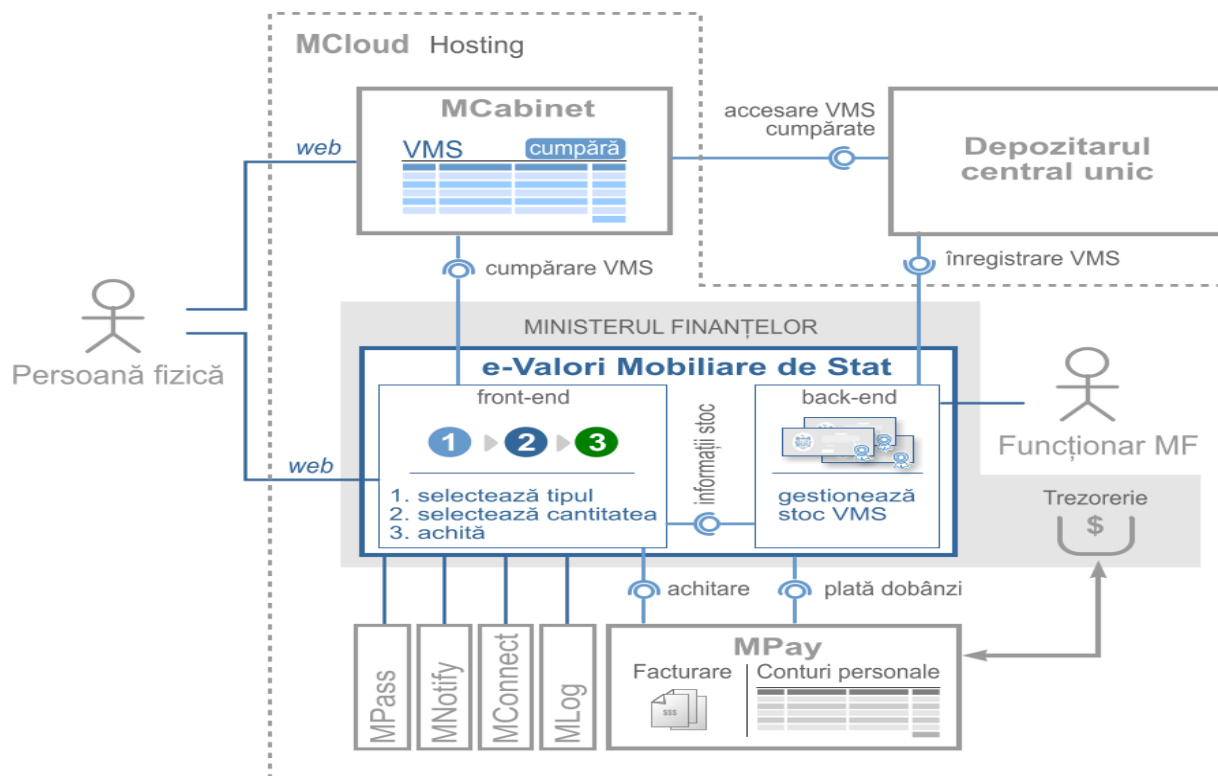 MCloud Hosting
MCabinet
VMS cumpără
web
accesare VMS
cumpărate
Depozitarul
central unic
cumpărare VMS
înregistrare VMS
Persoană fizică
MINISTERUL FINANȚELOR
e-Valori Mobiliare de Stat
front-end
1 2 3
1. selectează tipul
2. selectează cantitatea
3. achită
informații stoc
back-end
gestionează
stoc VMS
web
Funcționar MF
Trezorerie
$
achitare
plată dobânzi
MPass
MNotify
MConnect
MLog
MPay
Facturare
sss
Conturi personale